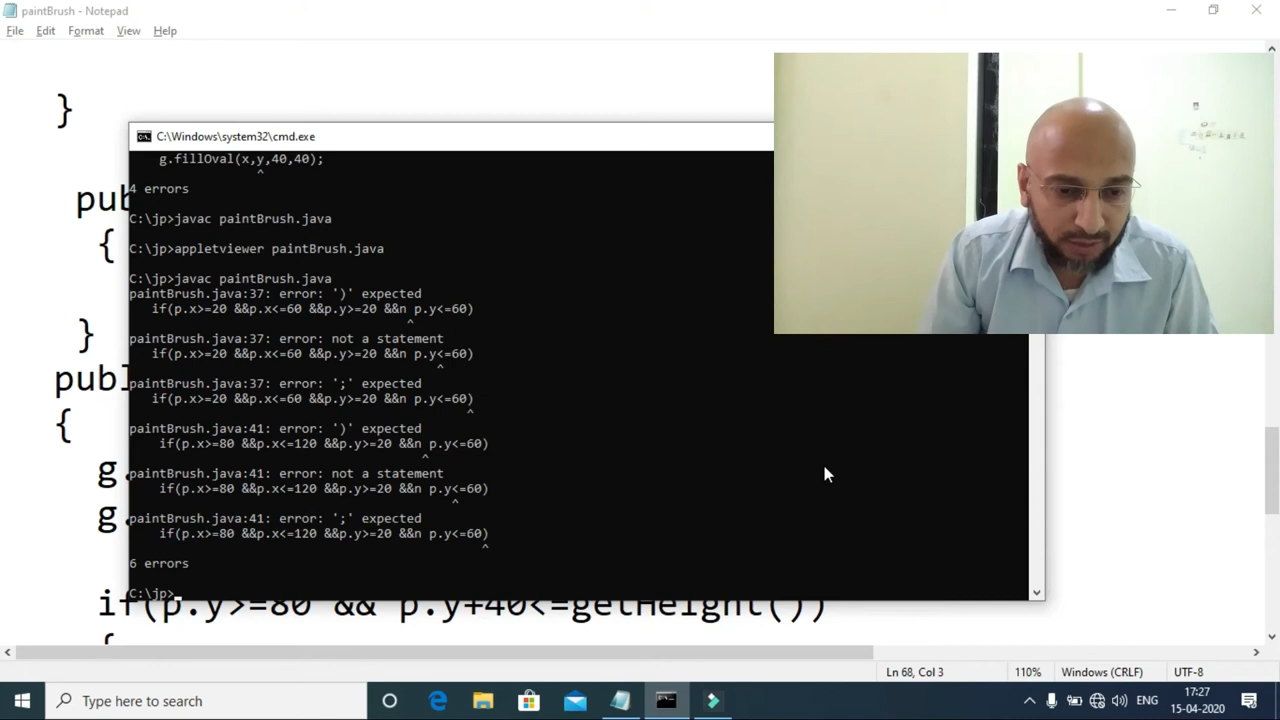 paintBrush - Notepad
File Edit Format View Help
}
C:\Windows\system32\cmd.exe
g.fillOval(x,y,40,40);
^
4 errors
C:\jp>javac paintBrush.java
C:\jp>appletviewer paintBrush.java
C:\jp>javac paintBrush.java
paintBrush.java:37: error: ')' expected
if(p.x>=20 &&p.x<=60 &&p.y>=20 &&n p.y<=60)
^
paintBrush.java:37: error: not a statement
if(p.x>=20 &&p.x<=60 &&p.y>=20 &&n p.y<=60)
^
paintBrush.java:37: error: ';' expected
if(p.x>=20 &&p.x<=60 &&p.y>=20 &&n p.y<=60)
^
paintBrush.java:41: error: ')' expected
if(p.x>=80 &&p.x<=120 &&p.y>=20 &&n p.y<=60)
^
paintBrush.java:41: error: not a statement
if(p.x>=80 &&p.x<=120 &&p.y>=20 &&n p.y<=60)
^
paintBrush.java:41: error: ';' expected
if(p.x>=80 &&p.x<=120 &&p.y>=20 &&n p.y<=60)
^
6 errors
C:\jp>
pub
{
}
publ
{
g.
g.
if(p.y>=80 && p.y+40<=getHeight())
{
Ln 68, Col 3 110% Windows (CRLF) UTF-8
Type here to search
ENG
17:27
15-04-2020